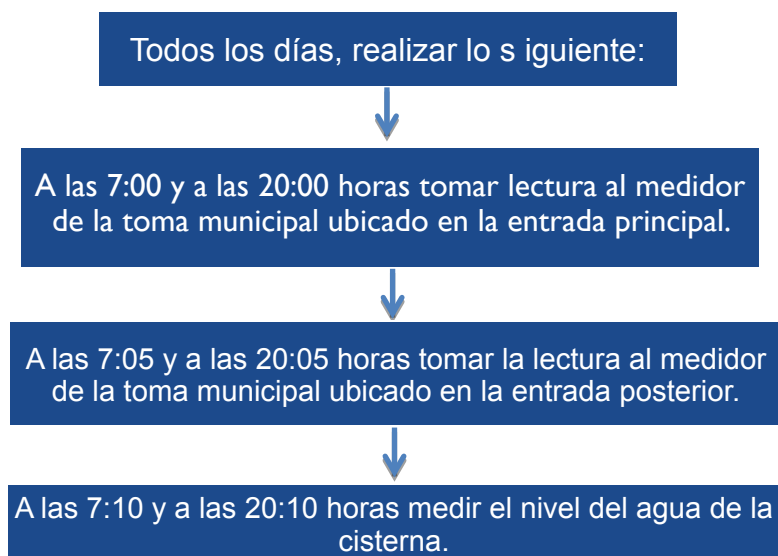 Todos los días, realizar lo s iguiente:
A las 7:00 y a las 20:00 horas tomar lectura al medidor
de la toma municipal ubicado en la entrada principal.
A las 7:05 y a las 20:05 horas tomar la lectura al medidor
de la toma municipal ubicado en la entrada posterior.
A las 7:10 y a las 20:10 horas medir el nivel del agua de la
cisterna.